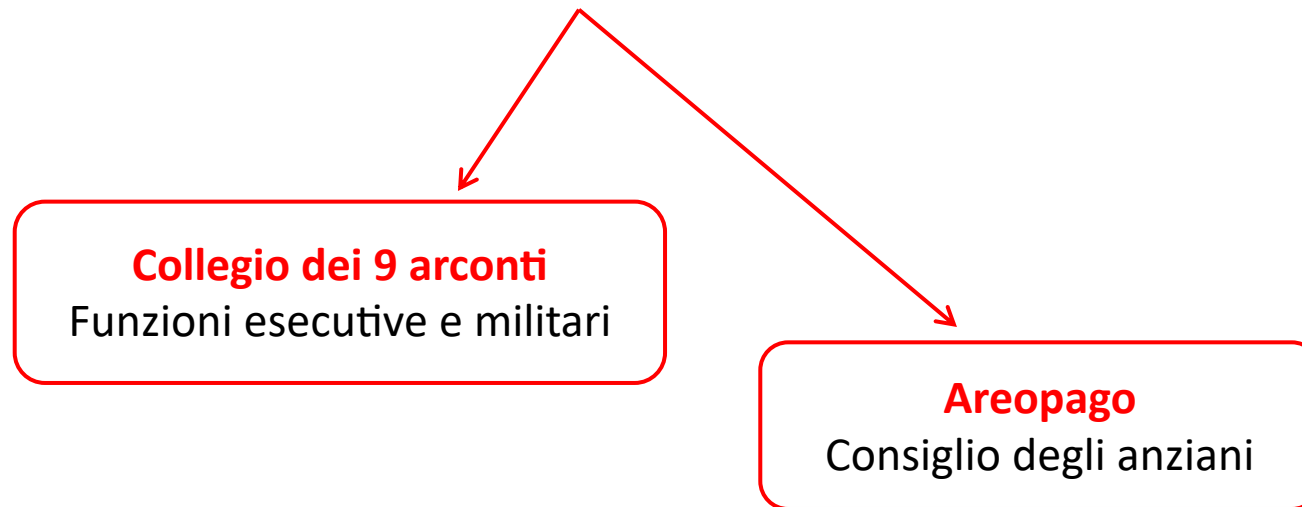 Collegio dei 9 arconti
Funzioni esecutive e militari
Areopago
Consiglio degli anziani